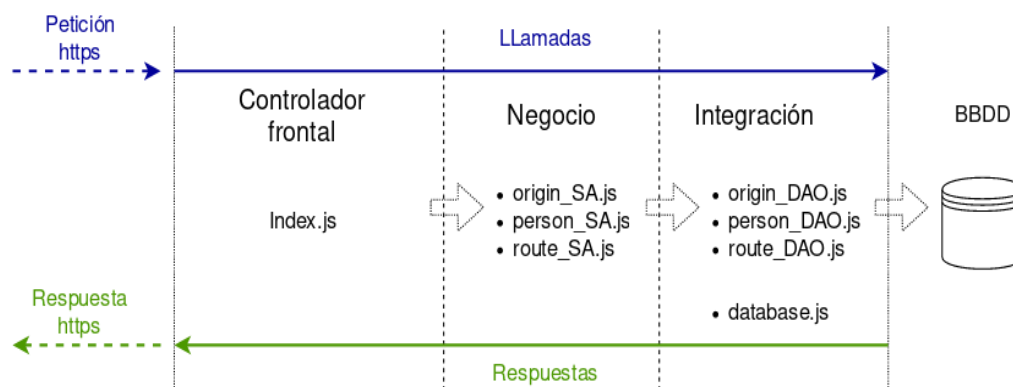 Petición
https
LLamadas
Controlador
frontal
Negocio
Integración
BBDD
Index.js
• origin_SA.js
• person_SA.js
• route_SA.js
• origin_DAO.js
• person_DAO.js
• route_DAO.js
• database.js
Respuesta
https
Respuestas